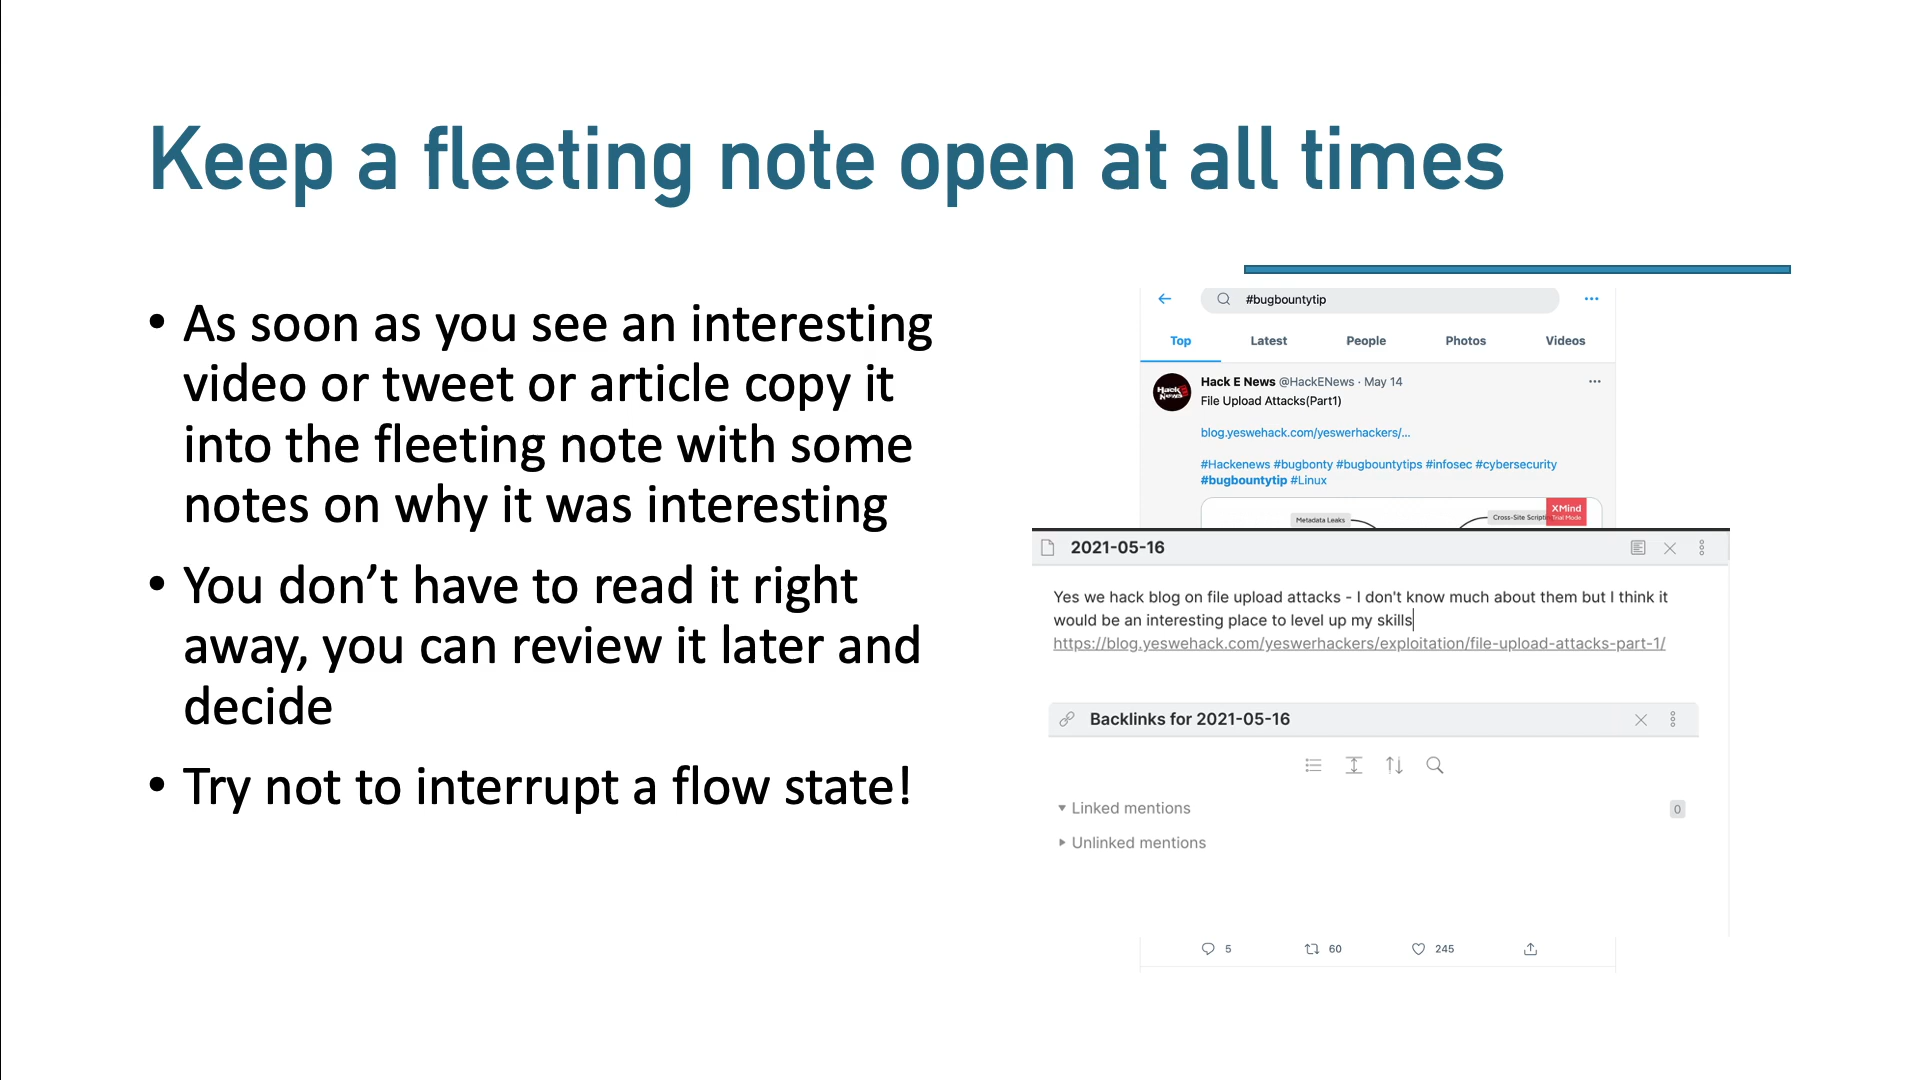 Keep a fleeting note open at all times
• As soon as you see an interesting
video or tweet or article copy it
into the fleeting note with some
notes on why it was interesting
• You don’t have to read it right
away, you can review it later and
decide
• Try not to interrupt a flow state!
#bugbountytip
Top Latest People Photos Videos
Hack E News @HackENews · May 14
File Upload Attacks(Part1)
blog.yeswehack.com/yeswerhackers/...
#Hackenews #bugbonty #bugbountytips #infosec #cybersecurity
#bugbountytip #Linux
Metadata Leaks
Cross-Site
XMind
Trial Mode
2021-05-16
Yes we hack blog on file upload attacks - I don't know much about them but I think it
would be an interesting place to level up my skills
https://blog.yeswehack.com/yeswerhackers/exploitation/file-upload-attacks-part-1/
Backlinks for 2021-05-16
Linked mentions 0
Unlinked mentions
5 60 245